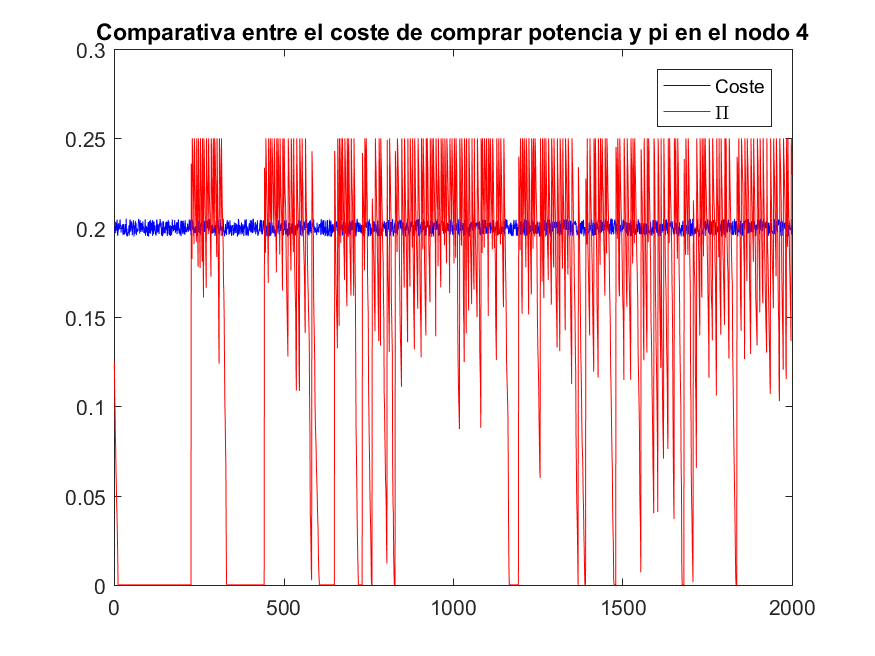 Comparativa entre el coste de comprar potencia y pi en el nodo 4
0.3
Coste
Π
0.25
0.2
0.15
0.1
0.05
0
0 500 1000 1500 2000